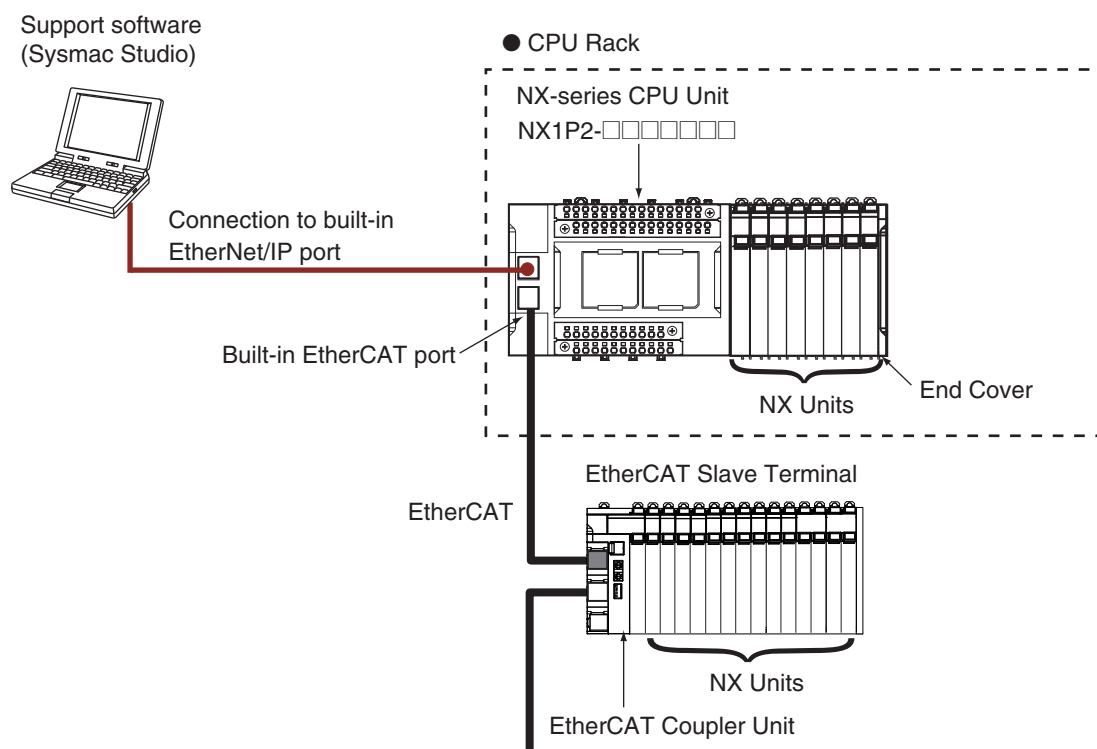 Support software
(Sysmac Studio)
● CPU Rack
NX-series CPU Unit
NX1P2-□□□□□□□
Connection to built-in
EtherNet/IP port
Built-in EtherCAT port
End Cover
NX Units
EtherCAT Slave Terminal
EtherCAT
NX Units
EtherCAT Coupler Unit